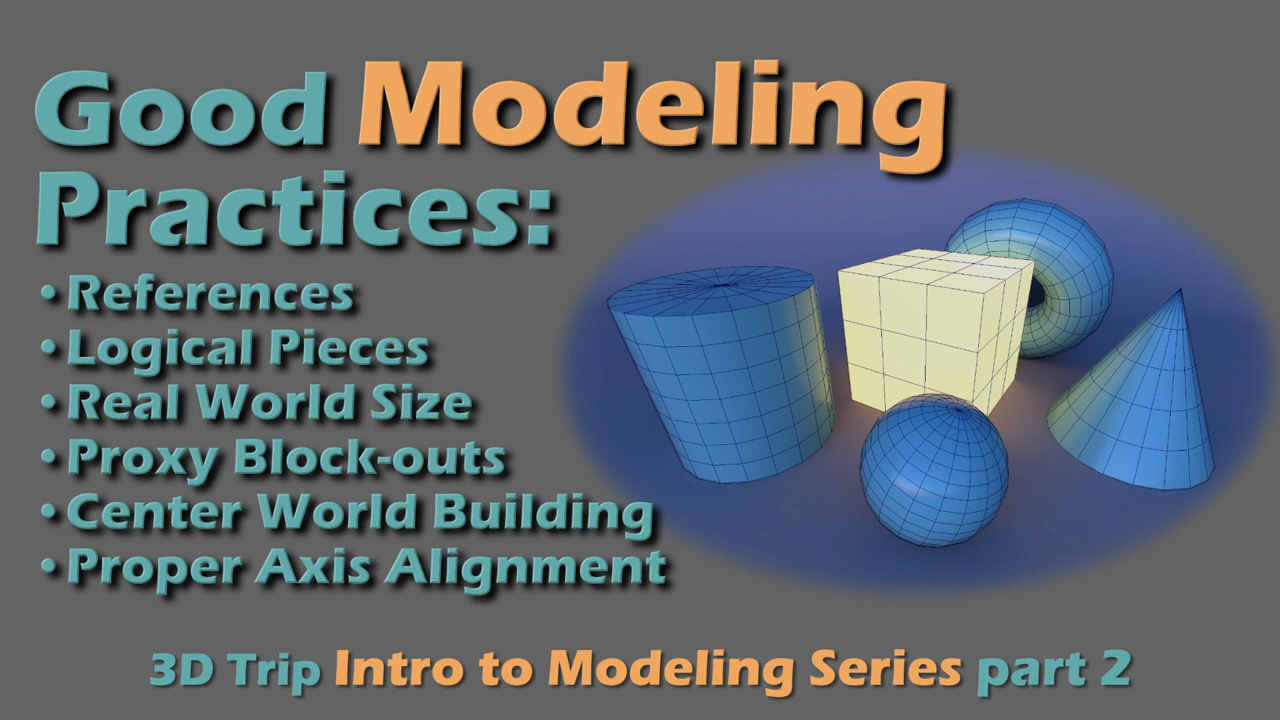 Good Modeling
Practices:
• References
• Logical Pieces
• Real World Size
• Proxy Block-outs
• Center World Building
• Proper Axis Alignment
3D Trip Intro to Modeling Series part 2